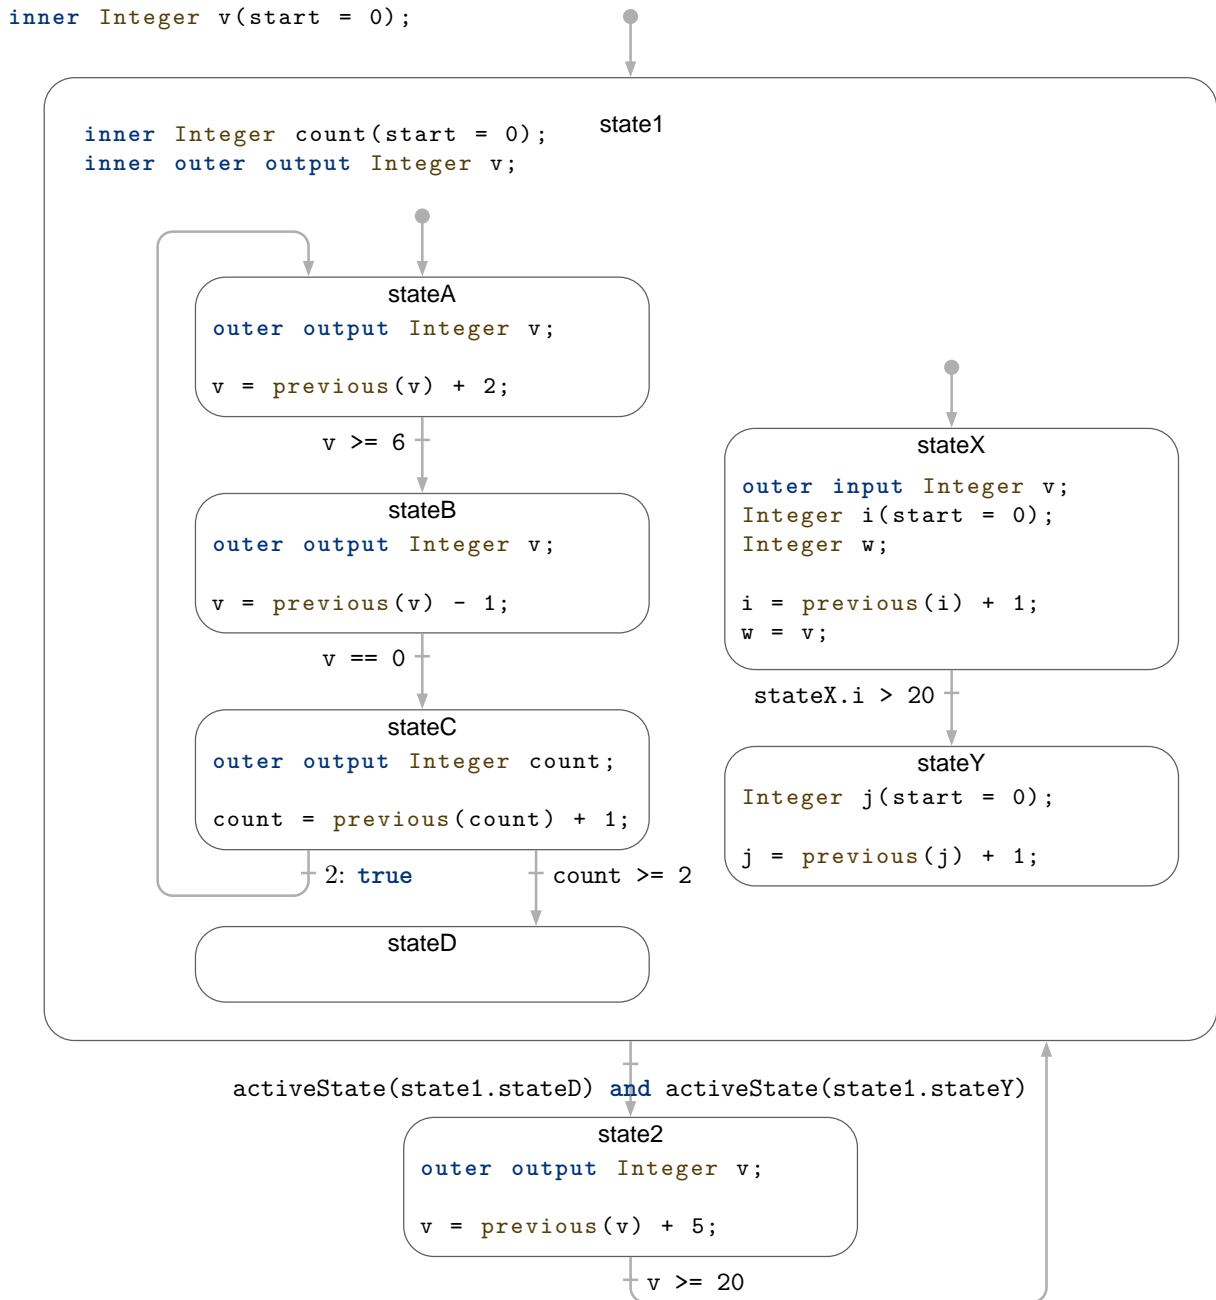 inner Integer v(start = 0);
state1
inner Integer count(start = 0);
inner outer output Integer v;
stateA
outer output Integer v;
v = previous(v) + 2;
v >= 6
stateB
outer output Integer v;
v = previous(v) - 1;
v == 0
stateC
outer output Integer count;
count = previous(count) + 1;
2: true
count >= 2
stateD
stateX
outer input Integer v;
Integer i(start = 0);
Integer w;
i = previous(i) + 1;
w = v;
stateX.i > 20
stateY
Integer j(start = 0);
j = previous(j) + 1;
activeState(state1.stateD) and activeState(state1.stateY)
state2
outer output Integer v;
v = previous(v) + 5;
v >= 20